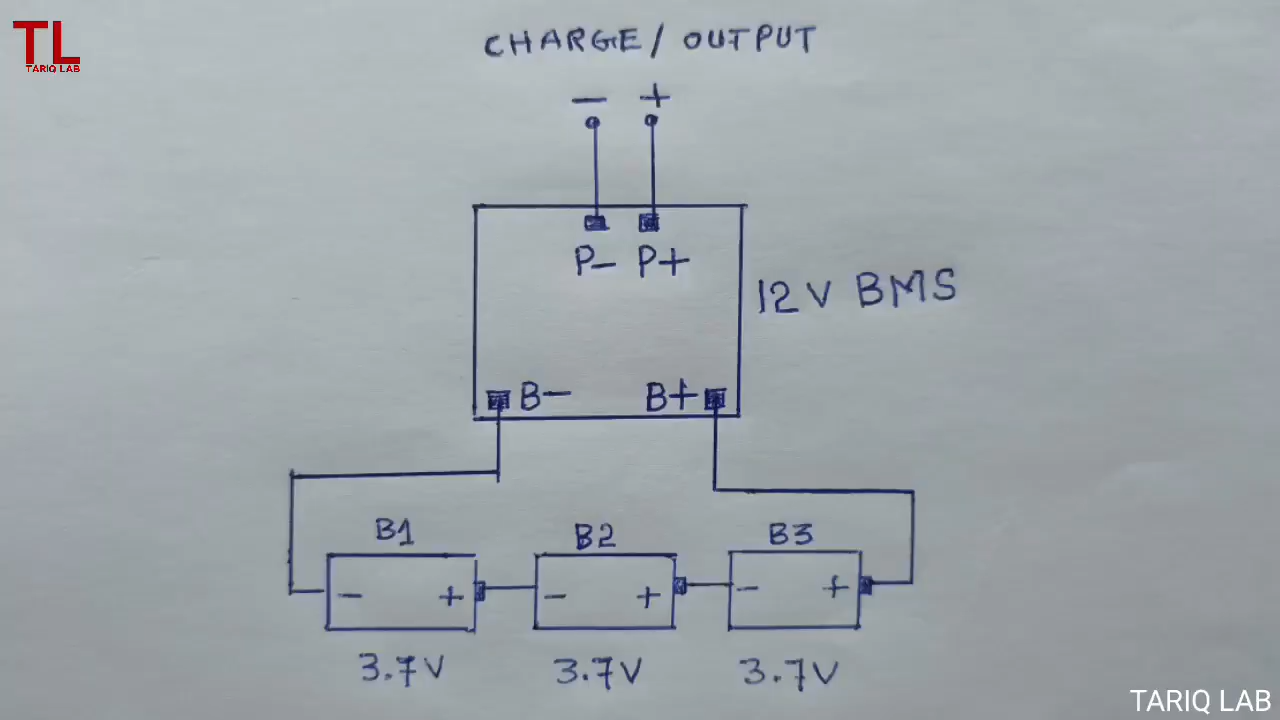 TL
TARIQ LAB
CHARGE / OUTPUT
- +
P- P+
12V BMS
B- B+
B1 B2 B3
- + - + - +
3.7V 3.7V 3.7V
TARIQ LAB